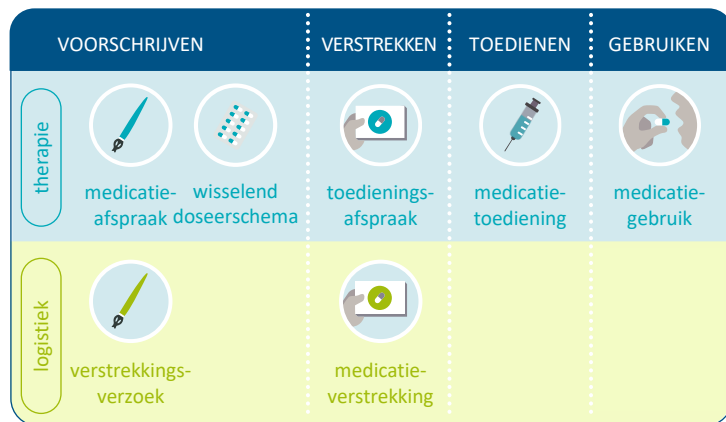 VOORSCHRIJVEN
VERSTREKKEN
TOEDIENEN
GEBRUIKEN
therapie
medicatie-
afspraak
wisselend
doseerschema
toedienings-
afspraak
medicatie-
toediening
medicatie-
gebruik
logistiek
verstrekkings-
verzoek
medicatie-
verstrekking